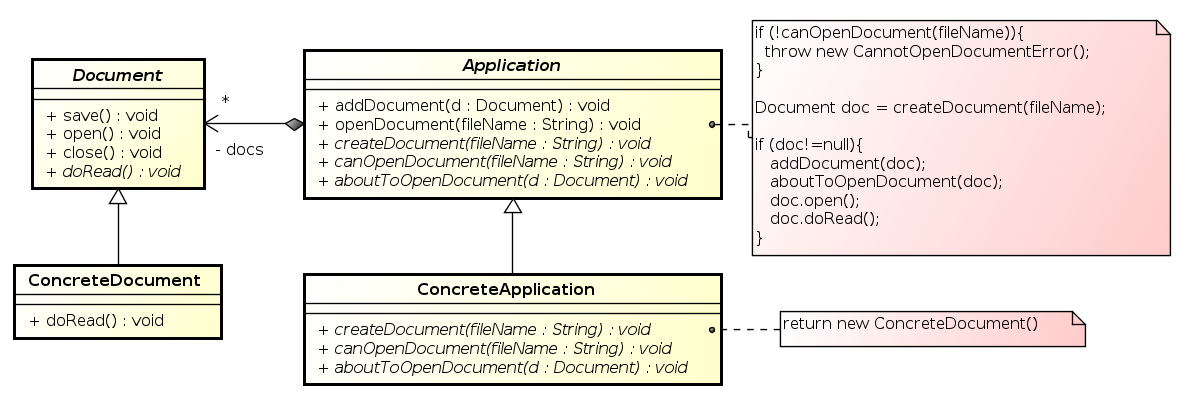 Document
+ save() : void
+ open() : void
+ close() : void
+ doRead() : void
*
- docs
Application
+ addDocument(d : Document) : void
+ openDocument(fileName : String) : void
+ createDocument(fileName : String) : void
+ canOpenDocument(fileName : String) : void
+ aboutToOpenDocument(d : Document) : void
if (!canOpenDocument(fileName)){
throw new CannotOpenDocumentError();
}
Document doc = createDocument(fileName);
if (doc!=null){
addDocument(doc);
aboutToOpenDocument(doc);
doc.open();
doc.doRead();
}
ConcreteDocument
+ doRead() : void
ConcreteApplication
+ createDocument(fileName : String) : void
+ canOpenDocument(fileName : String) : void
+ aboutToOpenDocument(d : Document) : void
return new ConcreteDocument()